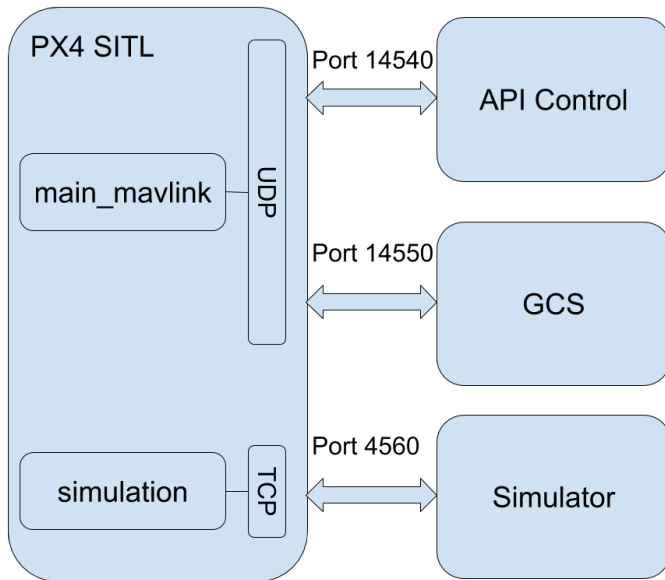 PX4 SITL
main_mavlink
UDP
simulation
TCP
Port 14540
API Control
Port 14550
GCS
Port 4560
Simulator